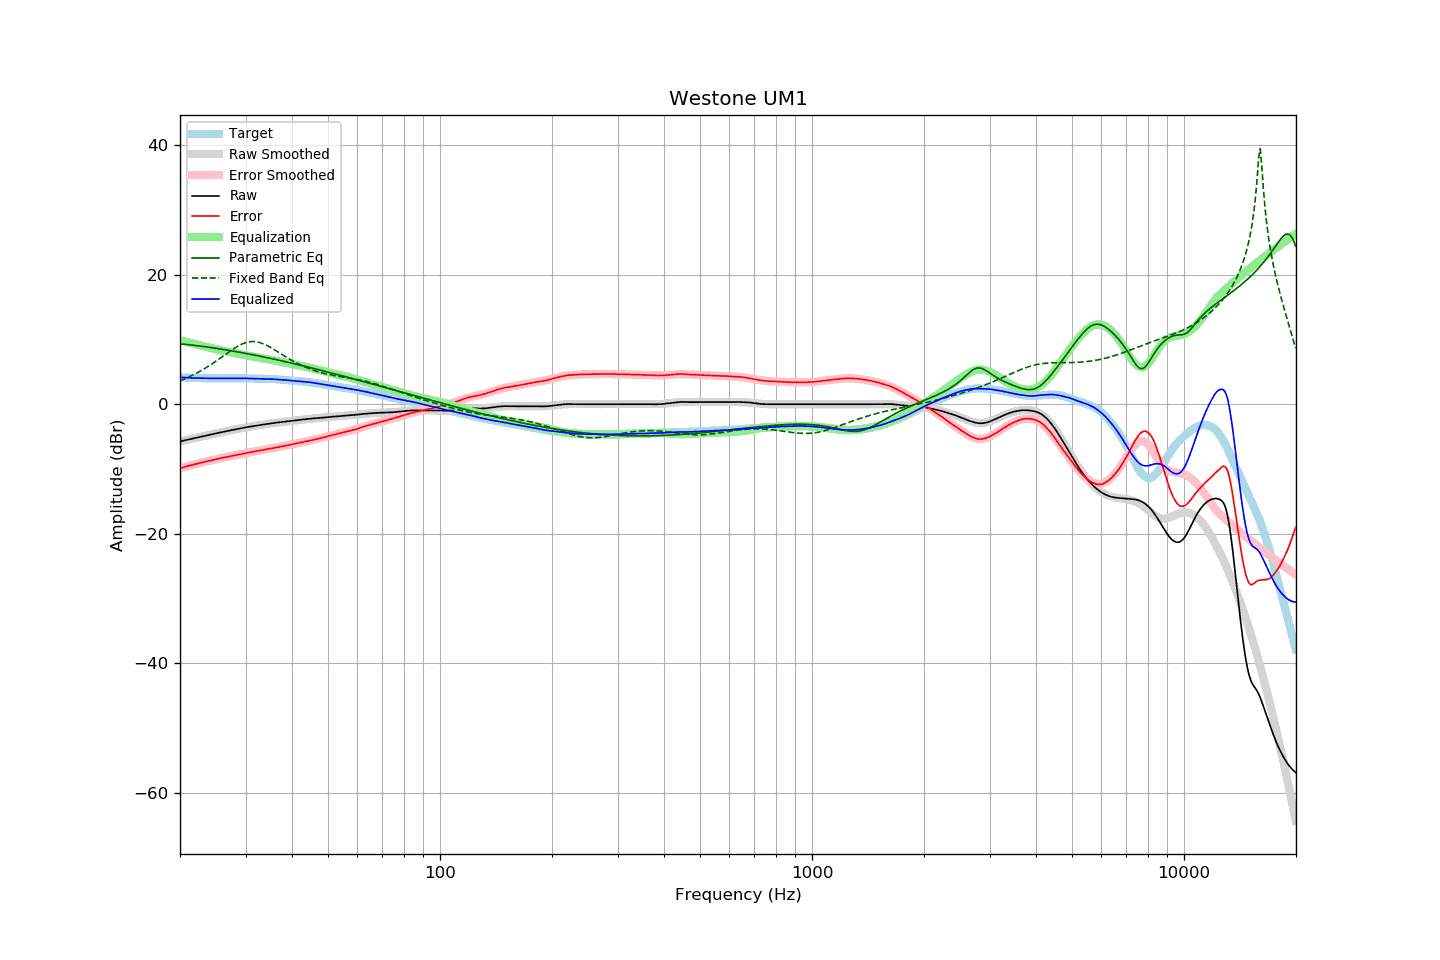 Westone UM1
Target
Raw Smoothed
Error Smoothed
Raw
Error
Equalization
Parametric Eq
Fixed Band Eq
Equalized
40
20
0
−20
−40
−60
Amplitude (dBr)
100
1000
10000
Frequency (Hz)